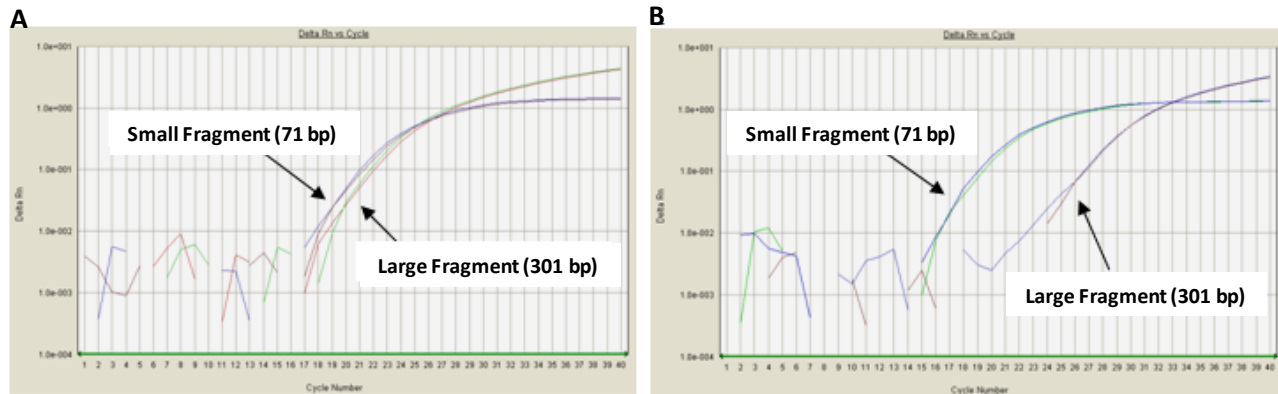 A
Delta Rn vs Cycle
1.0e+001
1.0e+000
1.0e-001
1.0e-002
1.0e-003
1.0e-004
Delta Rn
Small Fragment (71 bp)
Large Fragment (301 bp)
1 2 3 4 5 6 7 8 9 10 11 12 13 14 15 16 17 18 19 20 21 22 23 24 25 26 27 28 29 30 31 32 33 34 35 36 37 38 39 40
Cycle Number
B
Delta Rn vs Cycle
1.0e+001
1.0e+000
1.0e-001
1.0e-002
1.0e-003
1.0e-004
Delta Rn
Small Fragment (71 bp)
Large Fragment (301 bp)
1 2 3 4 5 6 7 8 9 10 11 12 13 14 15 16 17 18 19 20 21 22 23 24 25 26 27 28 29 30 31 32 33 34 35 36 37 38 39 40
Cycle Number